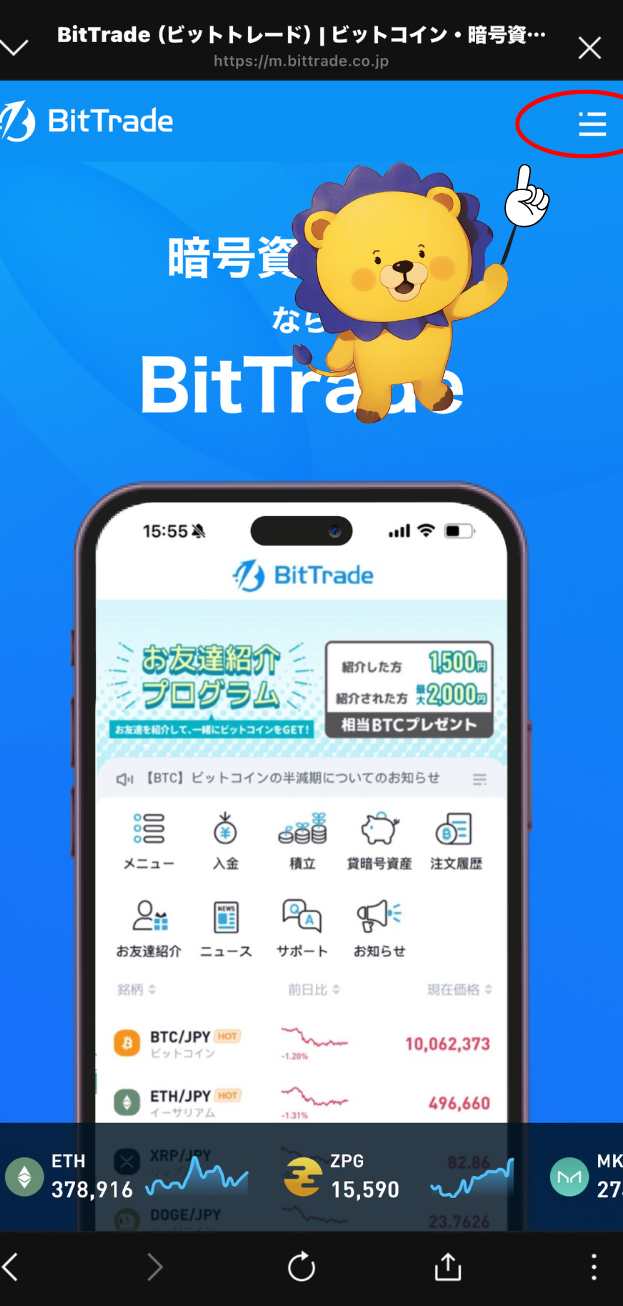 BitTrade (ビットトレード) | ビットコイン・暗号資…
https://m.bittrade.co.jp
BitTrade
暗号資
なら
BitTrade
15:55
BitTrade
お友達紹介
プログラム
お友達を紹介して、一緒にビットコインをGET!
紹介した方 1,500円
紹介された方 最大2,000円
相当BTCプレゼント
【BTC】ビットコインの半減期についてのお知らせ
メニュー 入金 積立 貸暗号資産 注文履歴
NEWS
Q A
お友達紹介 ニュース サポート お知らせ
銘柄 前日比 現在価格
BTC/JPY HOT
ビットコイン
-1.20%
10,062,373
ETH/JPY HOT
イーサリアム
-1.31%
496,660
XRP/JPY
82.86
DOGE/JPY
23.7626
ETH
378,916
ZPG
15,590
MK
27